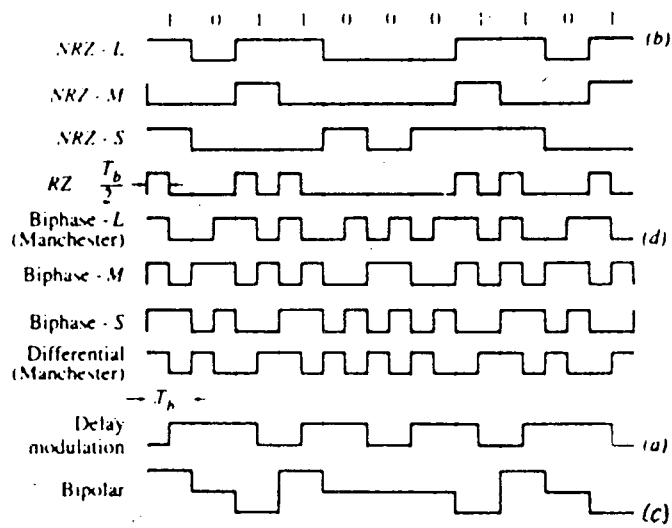 1 0 1 1 0 0 0 1 1 0 1
NRZ - L (b)
NRZ - M
NRZ - S
RZ T_b/2
Biphase - L (d)
(Manchester)
Biphase - M
Biphase - S
Differential
(Manchester)
T_b
Delay
modulation (a)
Bipolar (c)